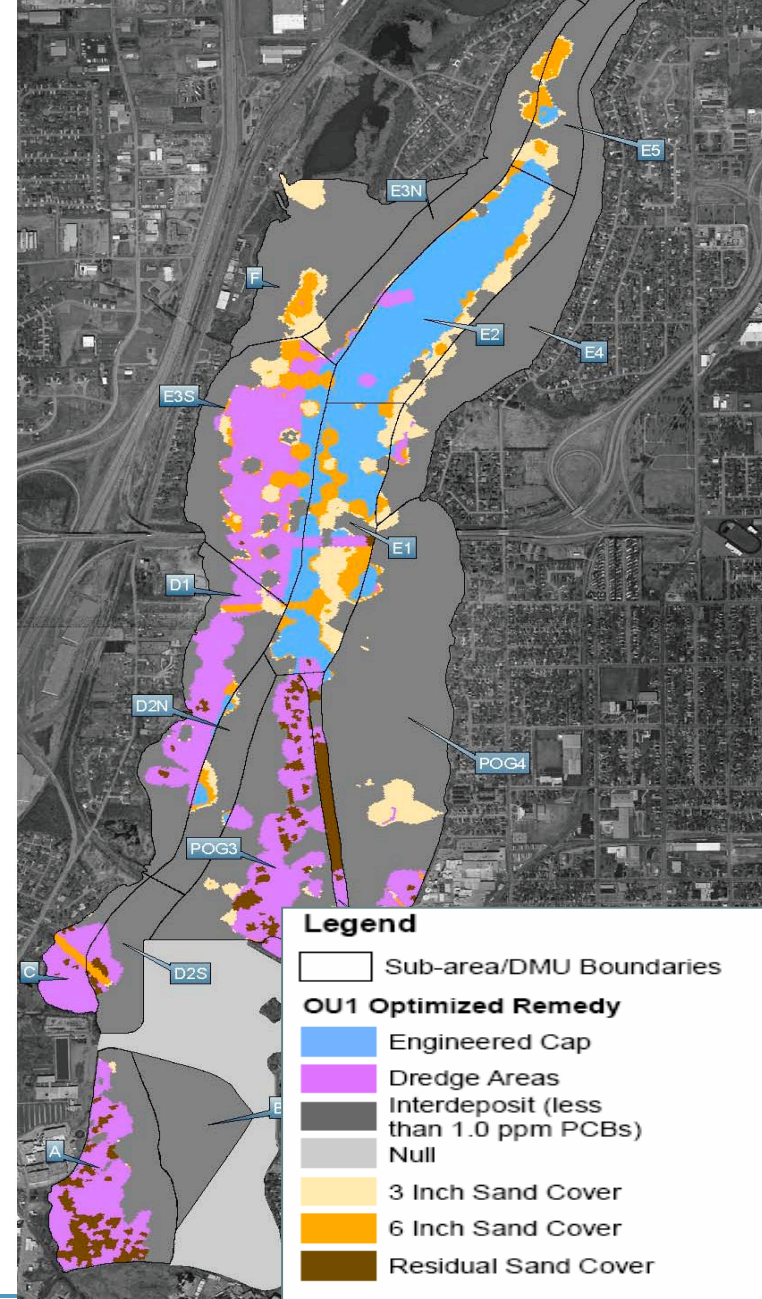 E5
E3N
F
E2
E4
E3S
E1
D1
D2N
POG4
POG3
C
D2S
A
Legend
Sub-area/DMU Boundaries
OU1 Optimized Remedy
Engineered Cap
Dredge Areas
Interdeposit (less
than 1.0 ppm PCBs)
Null
3 Inch Sand Cover
6 Inch Sand Cover
Residual Sand Cover